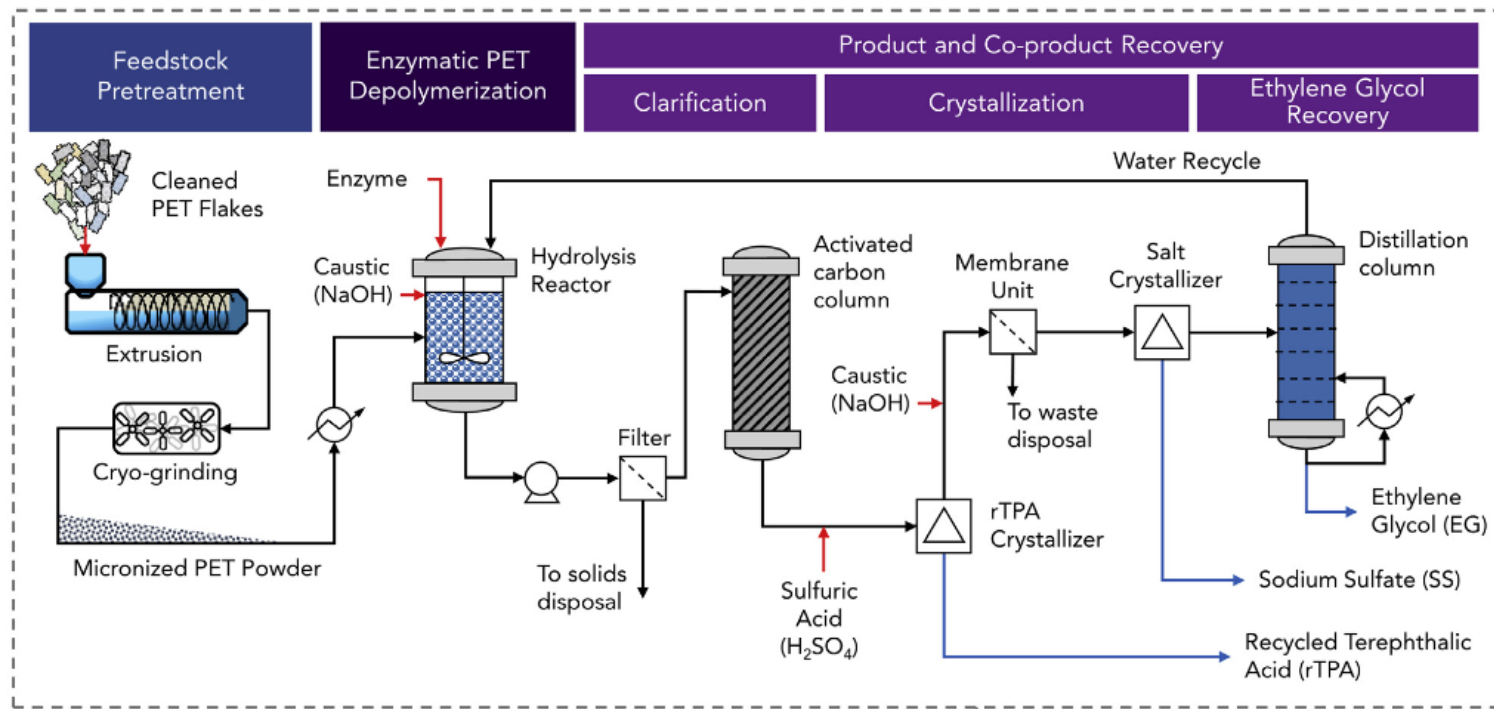 Feedstock
Pretreatment
Enzymatic PET
Depolymerization
Product and Co-product Recovery
Clarification
Crystallization
Ethylene Glycol
Recovery
Cleaned
PET Flakes
Extrusion
Cryo-grinding
Micronized PET Powder
Enzyme
Caustic
(NaOH)
Hydrolysis
Reactor
Filter
To solids
disposal
Activated
carbon
column
Sulfuric
Acid
(H₂SO₄)
Caustic
(NaOH)
rTPA
Crystallizer
Membrane
Unit
To waste
disposal
Salt
Crystallizer
Water Recycle
Distillation
column
Ethylene
Glycol (EG)
Sodium Sulfate (SS)
Recycled Terephthalic
Acid (rTPA)